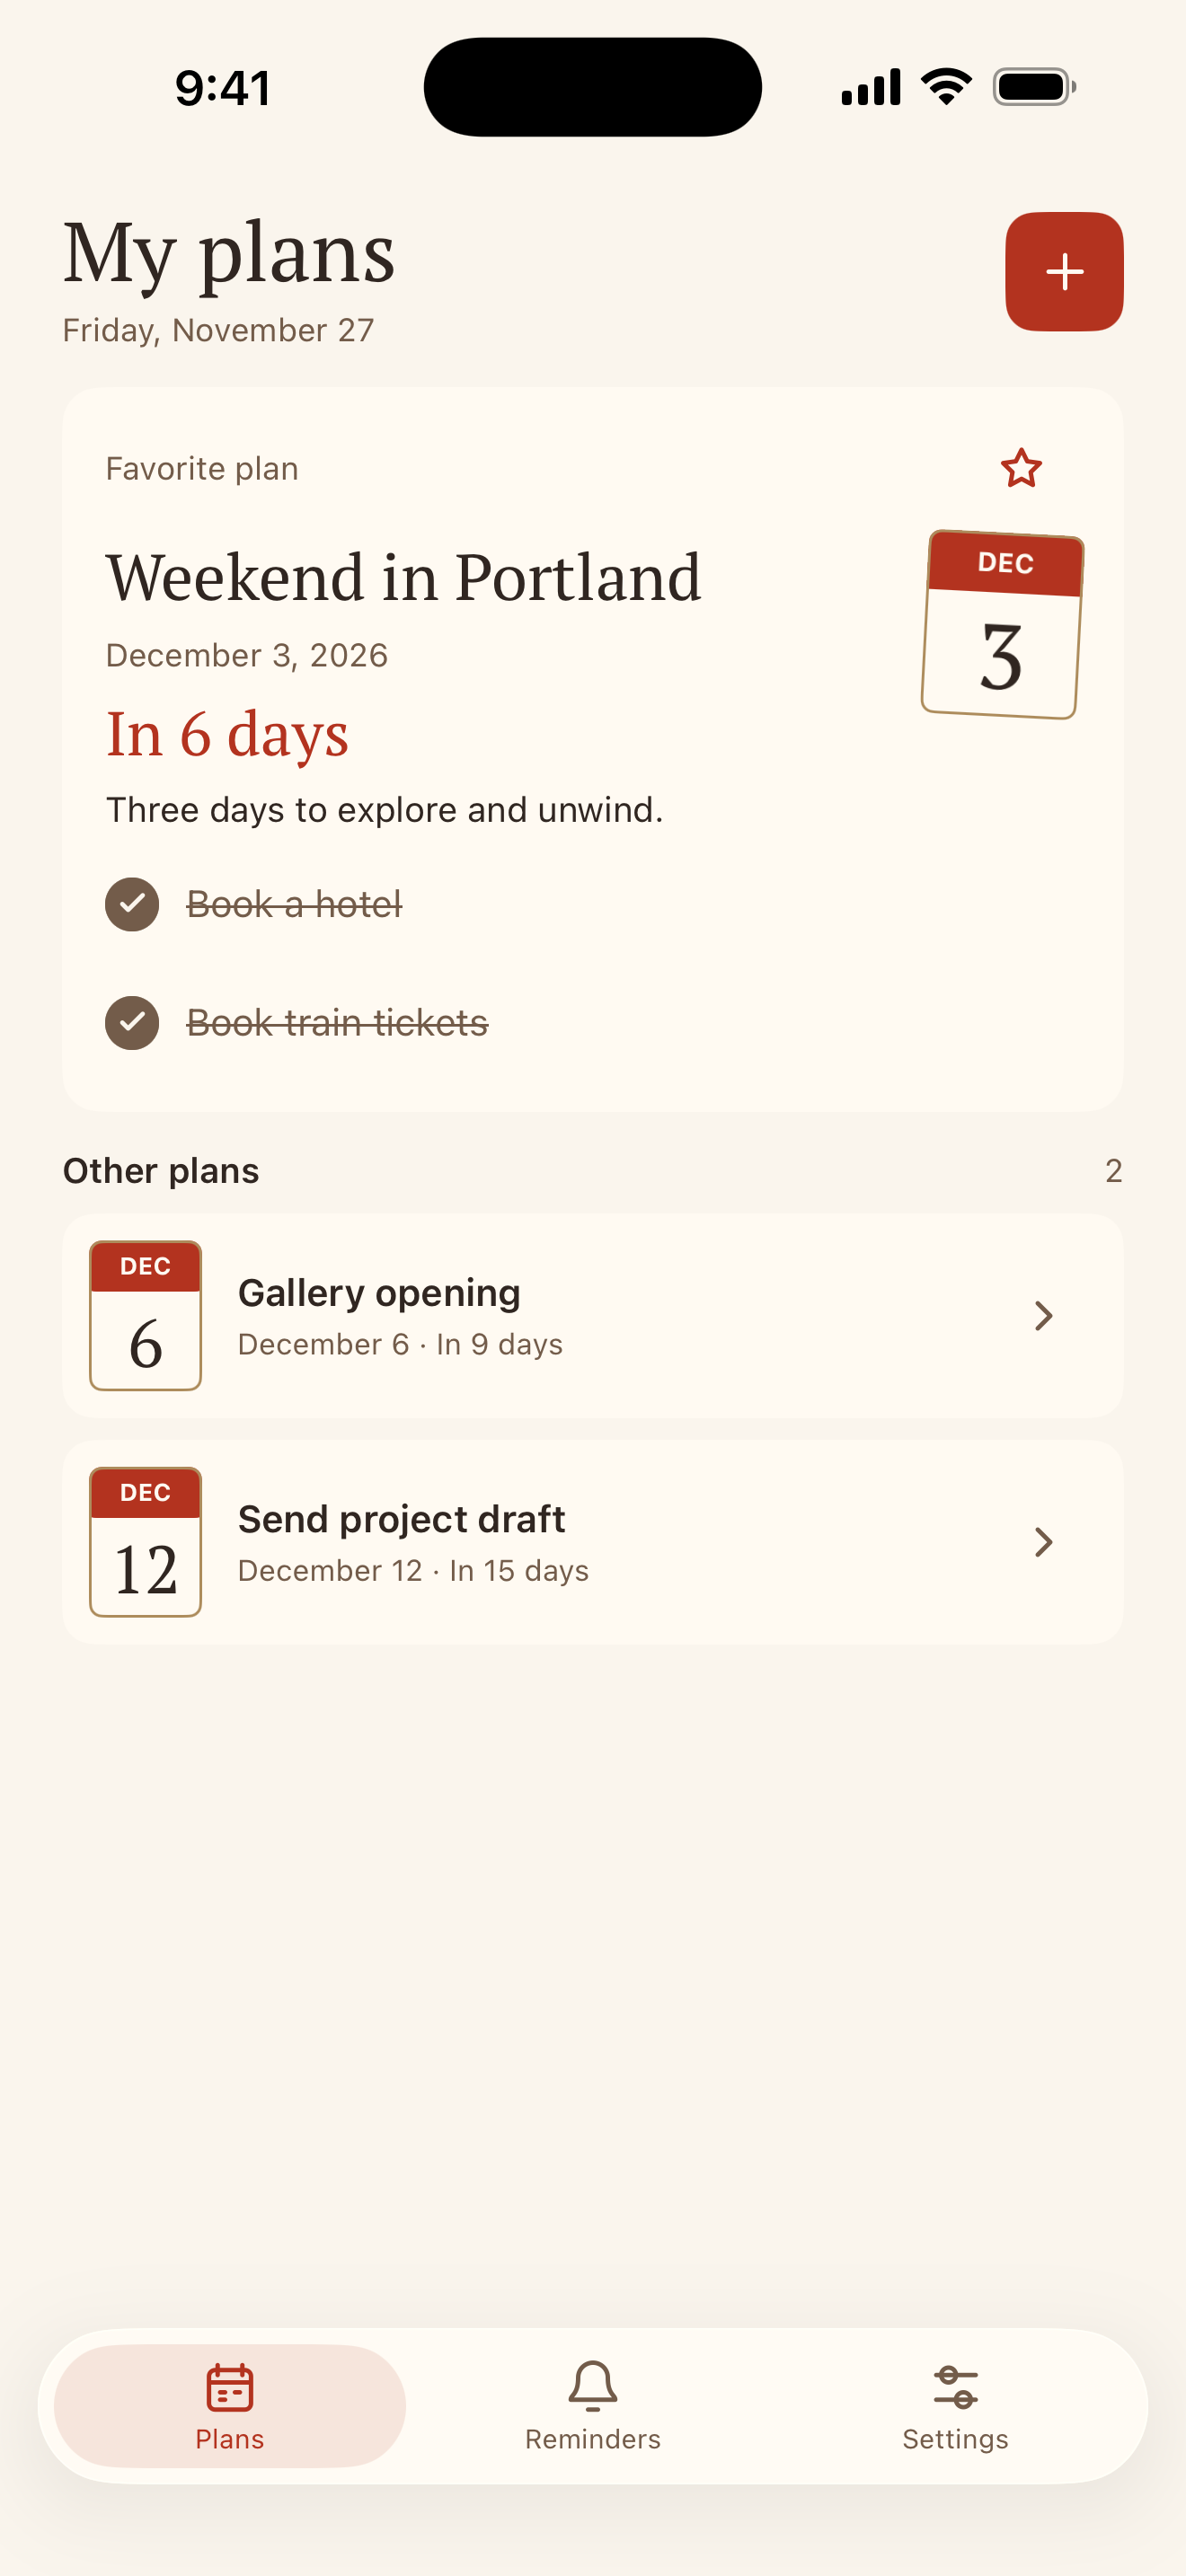 9:41
My plans
Friday, November 27
Favorite plan
Weekend in Portland
December 3, 2026
In 6 days
Three days to explore and unwind.
DEC
3
Book a hotel
Book train tickets
Other plans
2
DEC
6
Gallery opening
December 6 · In 9 days
DEC
12
Send project draft
December 12 · In 15 days
Plans
Reminders
Settings